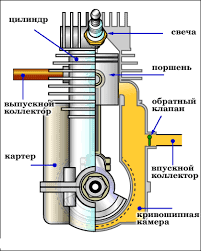 цилиндр
свеча
поршень
выпускной
коллектор
обратный
клапан
картер
впускной
коллектор
кривошипная
камера